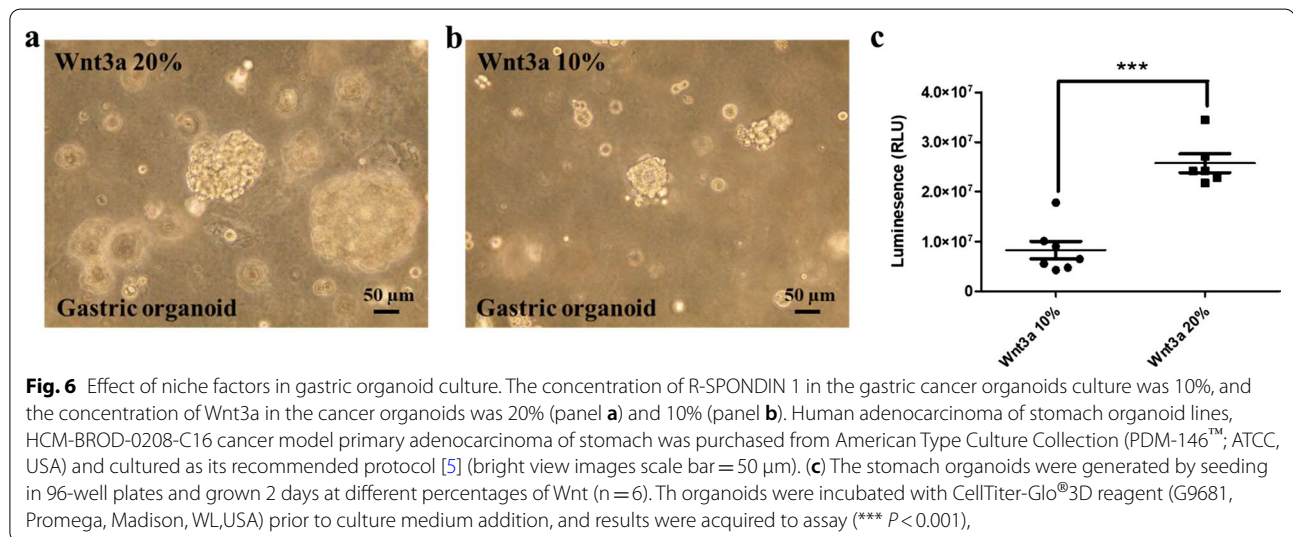 a
Wnt3a 20%
Gastric organoid
50 µm
b
Wnt3a 10%
Gastric organoid
50 µm
c
***
Luminesence (RLU)
4.0×10⁷
3.0×10⁷
2.0×10⁷
1.0×10⁷
0
Wnt3a 10%
Wnt3a 20%
Fig. 6 Effect of niche factors in gastric organoid culture. The concentration of R-SPONDIN 1 in the gastric cancer organoids culture was 10%, and
the concentration of Wnt3a in the cancer organoids was 20% (panel a) and 10% (panel b). Human adenocarcinoma of stomach organoid lines,
HCM-BROD-0208-C16 cancer model primary adenocarcinoma of stomach was purchased from American Type Culture Collection (PDM-146™; ATCC,
USA) and cultured as its recommended protocol [5] (bright view images scale bar = 50 µm). (c) The stomach organoids were generated by seeding
in 96-well plates and grown 2 days at different percentages of Wnt (n = 6). Th organoids were incubated with CellTiter-Glo®3D reagent (G9681,
Promega, Madison, WL,USA) prior to culture medium addition, and results were acquired to assay (*** P < 0.001),